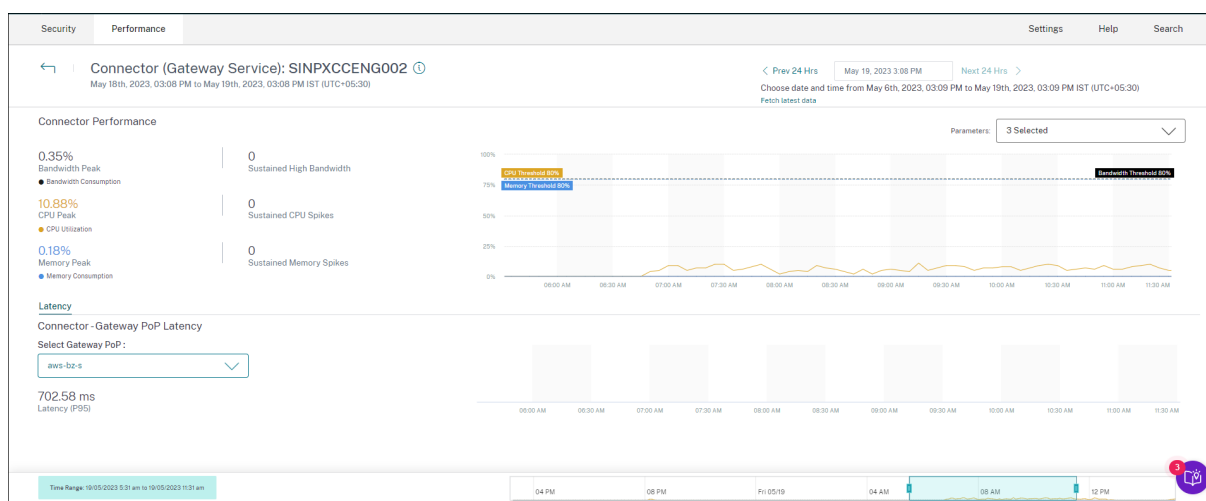 Security Performance Settings Help Search
Connector (Gateway Service): SINPXCCENG002
May 18th, 2023, 03:08 PM to May 19th, 2023, 03:08 PM IST (UTC+05:30)
Prev 24 Hrs May 19, 2023 3:08 PM Next 24 Hrs
Choose date and time from May 6th, 2023, 03:09 PM to May 19th, 2023, 03:09 PM IST (UTC+05:30)
Fetch latest data
Connector Performance
Parameters: 3 Selected
0.35%
Bandwidth Peak
Bandwidth Consumption
0
Sustained High Bandwidth
10.88%
CPU Peak
CPU Utilization
0
Sustained CPU Spikes
0.18%
Memory Peak
Memory Consumption
0
Sustained Memory Spikes
100%
CPU Threshold 80% Bandwidth Threshold 80%
75% Memory Threshold 80%
50%
25%
0%
06:00 AM 06:30 AM 07:00 AM 07:30 AM 08:00 AM 08:30 AM 09:00 AM 09:30 AM 10:00 AM 10:30 AM 11:00 AM 11:30 AM
Latency
Connector - Gateway PoP Latency
Select Gateway PoP :
aws-bz-s
702.58 ms
Latency (P95)
06:00 AM 06:30 AM 07:00 AM 07:30 AM 08:00 AM 08:30 AM 09:00 AM 09:30 AM 10:00 AM 10:30 AM 11:00 AM 11:30 AM
Time Range: 19/05/2023 5:31 am to 19/05/2023 11:31 am
04 PM 08 PM Fri 05/19 04 AM 08 AM 12 PM
3